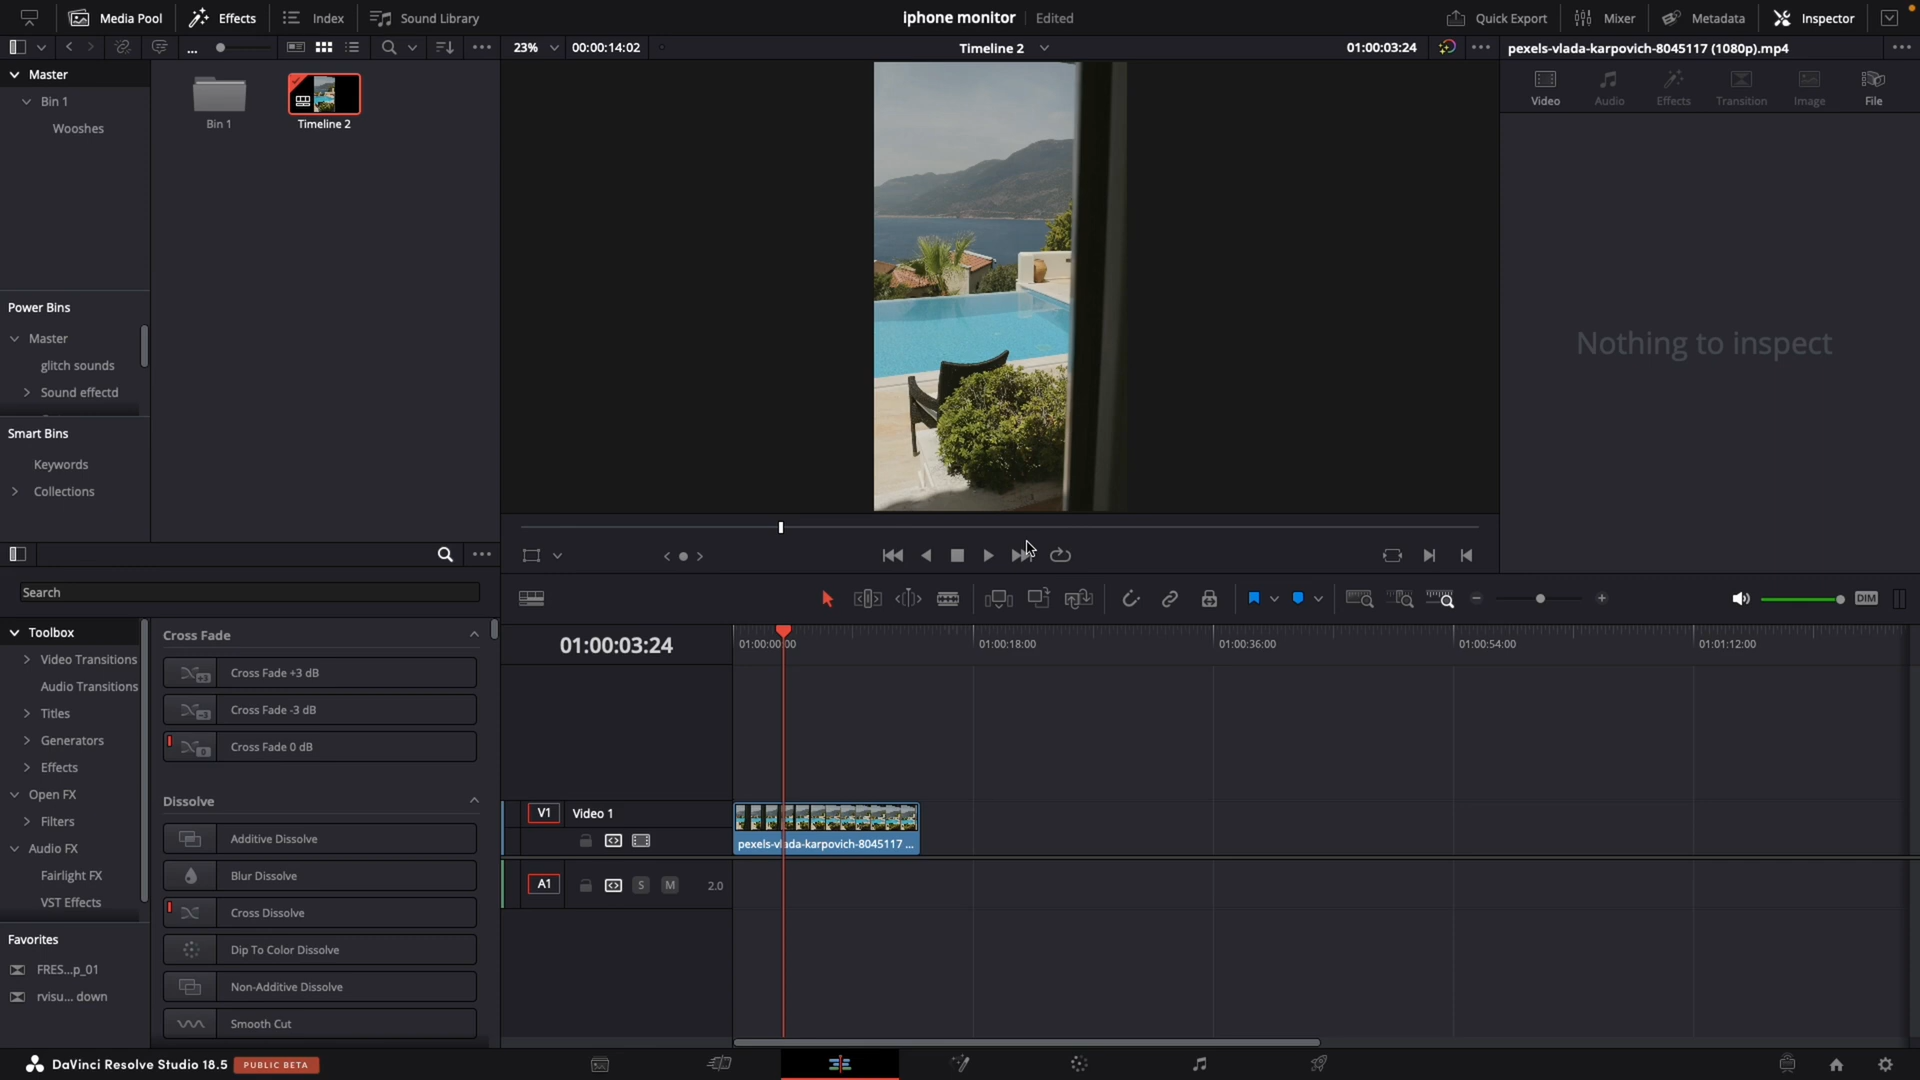 Media Pool
Effects
Index
Sound Library
iphone monitor
Edited
Quick Export
Mixer
Metadata
Inspector
...
23%
00:00:14:02
Timeline 2
01:00:03:24
pexels-vlada-karpovich-8045117 (1080p).mp4
Master
Bin 1
Wooshes
Bin 1
Timeline 2
Video
Audio
Effects
Transition
Image
File
Nothing to inspect
Power Bins
Master
glitch sounds
Sound effectd
Smart Bins
Keywords
Collections
Search
DIM
Toolbox
Video Transitions
Audio Transitions
Titles
Generators
Effects
Open FX
Filters
Audio FX
Fairlight FX
VST Effects
Favorites
FRES...p_01
rvisu... down
Cross Fade
+3
Cross Fade +3 dB
-3
Cross Fade -3 dB
0
Cross Fade 0 dB
Dissolve
Additive Dissolve
Blur Dissolve
Cross Dissolve
Dip To Color Dissolve
Non-Additive Dissolve
Smooth Cut
01:00:03:24
01:00:00:00
01:00:18:00
01:00:36:00
01:00:54:00
01:01:12:00
V1
Video 1
pexels-vlada-karpovich-8045117 ...
A1
S
M
2.0
DaVinci Resolve Studio 18.5
PUBLIC BETA